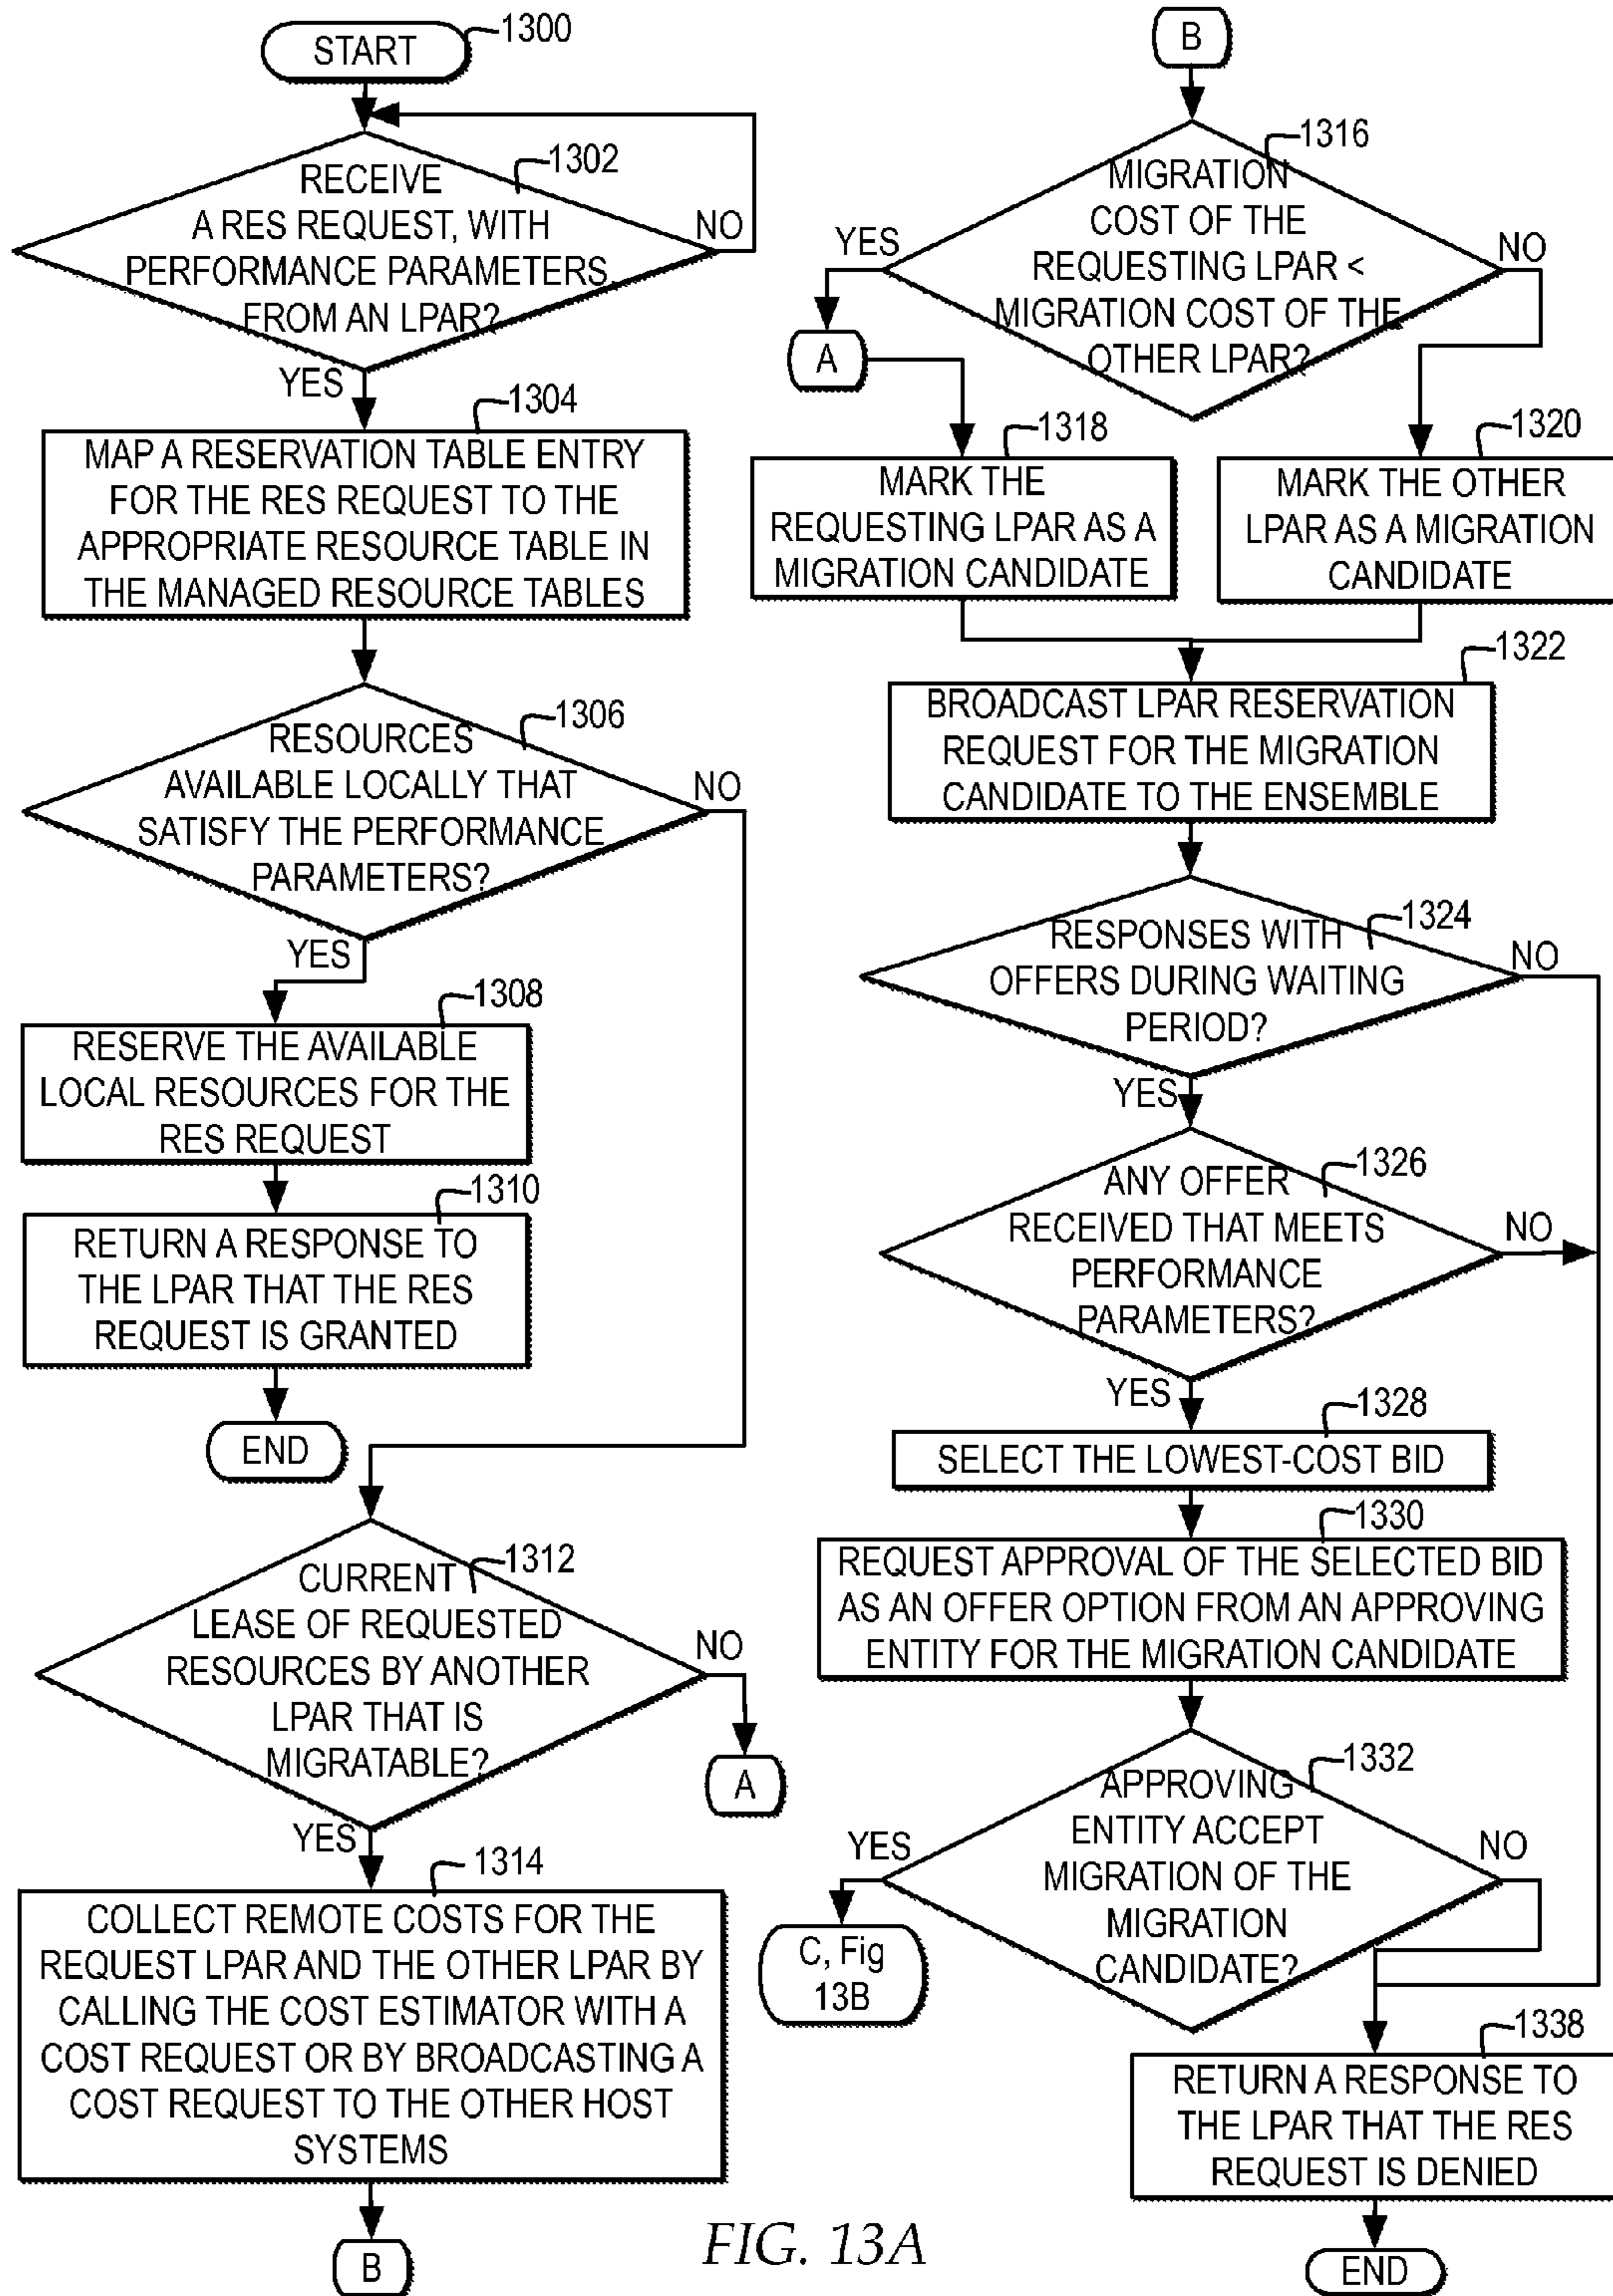 START
1300
RECEIVE
A RES REQUEST, WITH
PERFORMANCE PARAMETERS,
FROM AN LPAR?
1302
NO
YES
1304
MAP A RESERVATION TABLE ENTRY
FOR THE RES REQUEST TO THE
APPROPRIATE RESOURCE TABLE IN
THE MANAGED RESOURCE TABLES
1306
RESOURCES
AVAILABLE LOCALLY THAT
SATISFY THE PERFORMANCE
PARAMETERS?
NO
YES
1308
RESERVE THE AVAILABLE
LOCAL RESOURCES FOR THE
RES REQUEST
1310
RETURN A RESPONSE TO
THE LPAR THAT THE RES
REQUEST IS GRANTED
END
1312
CURRENT
LEASE OF REQUESTED
RESOURCES BY ANOTHER
LPAR THAT IS
MIGRATABLE?
NO
A
YES
1314
COLLECT REMOTE COSTS FOR THE
REQUEST LPAR AND THE OTHER LPAR BY
CALLING THE COST ESTIMATOR WITH A
COST REQUEST OR BY BROADCASTING A
COST REQUEST TO THE OTHER HOST
SYSTEMS
B
B
1316
MIGRATION
COST OF THE
REQUESTING LPAR <
MIGRATION COST OF THE
OTHER LPAR?
YES
NO
A
1318
MARK THE
REQUESTING LPAR AS A
MIGRATION CANDIDATE
1320
MARK THE OTHER
LPAR AS A MIGRATION
CANDIDATE
1322
BROADCAST LPAR RESERVATION
REQUEST FOR THE MIGRATION
CANDIDATE TO THE ENSEMBLE
1324
RESPONSES WITH
OFFERS DURING WAITING
PERIOD?
NO
YES
1326
ANY OFFER
RECEIVED THAT MEETS
PERFORMANCE
PARAMETERS?
NO
YES
1328
SELECT THE LOWEST-COST BID
1330
REQUEST APPROVAL OF THE SELECTED BID
AS AN OFFER OPTION FROM AN APPROVING
ENTITY FOR THE MIGRATION CANDIDATE
1332
APPROVING
ENTITY ACCEPT
MIGRATION OF THE
MIGRATION
CANDIDATE?
YES
NO
C, Fig
13B
1338
RETURN A RESPONSE TO
THE LPAR THAT THE RES
REQUEST IS DENIED
END
FIG. 13A